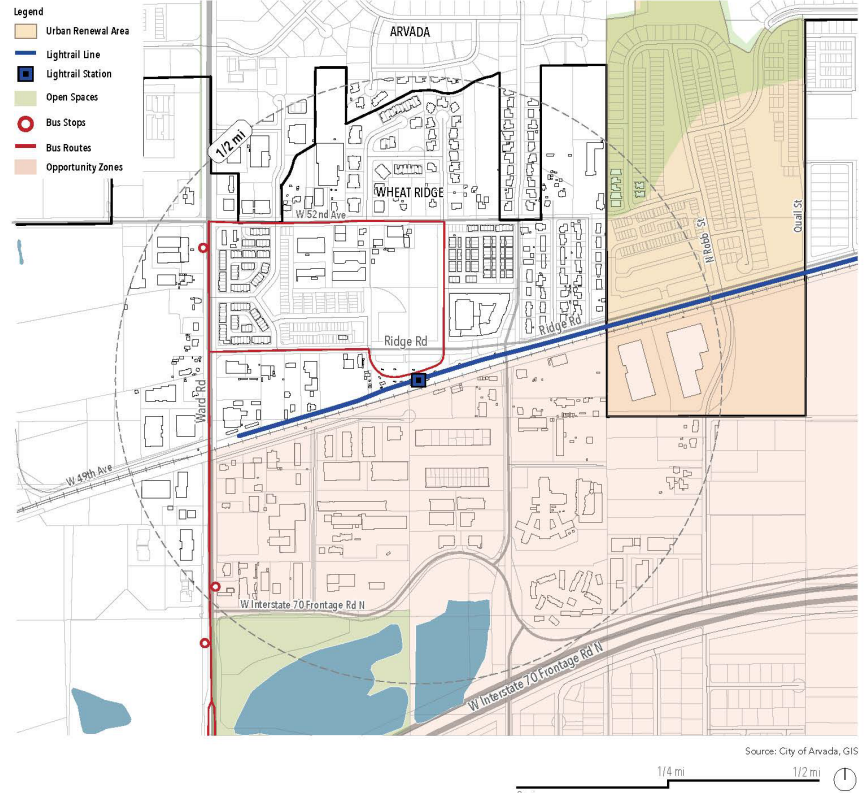 Legend
Urban Renewal Area
Lightrail Line
Lightrail Station
Open Spaces
Bus Stops
Bus Routes
Opportunity Zones
ARVADA
1/2 mi
WHEAT RIDGE
W 52nd Ave
Quail St
N Robb St
Ridge Rd
Ridge Rd
Ward Rd
W 49th Ave
W Interstate 70 Frontage Rd N
W Interstate 70 Frontage Rd N
Source: City of Arvada, GIS
1/4 mi
1/2 mi